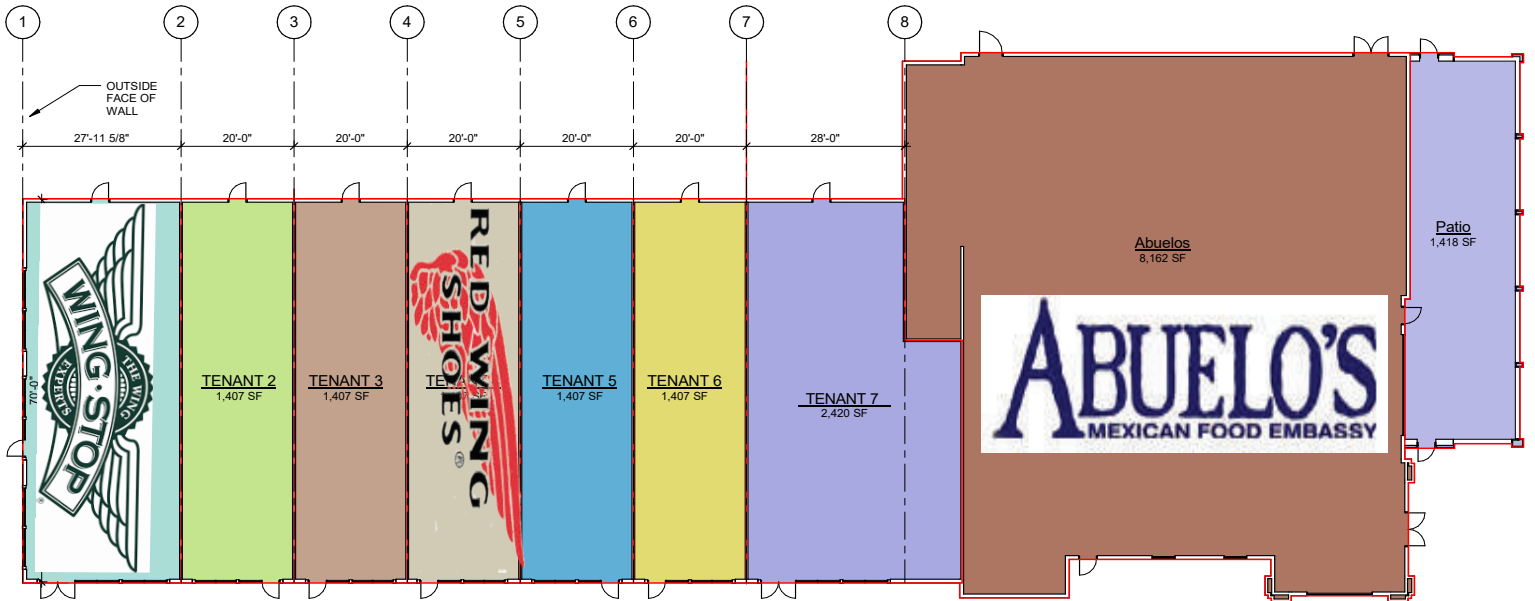 1
2
3
4
5
6
7
8
OUTSIDE
FACE OF
WALL
27'-11 5/8"
20'-0"
20'-0"
20'-0"
20'-0"
20'-0"
28'-0"
70'-0"
WING·STOP
THE WING
EXPERTS
®
TENANT 2
1,407 SF
TENANT 3
1,407 SF
RED WING
SHOES®
TENANT 5
1,407 SF
TENANT 6
1,407 SF
TENANT 7
2,420 SF
Abuelos
8,162 SF
ABUELO'S
MEXICAN FOOD EMBASSY
Patio
1,418 SF